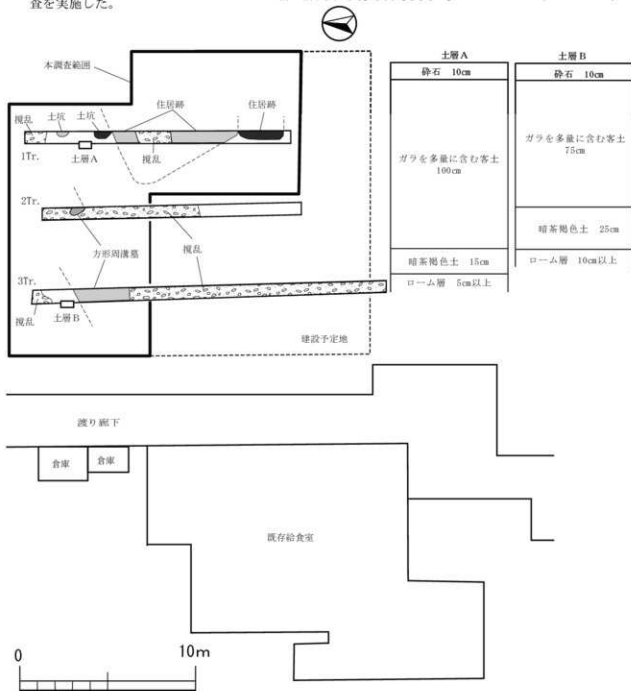 査を実施した。
本調査範囲
撹乱
土坑
土坑
住居跡
住居跡
1Tr.
土層A
撹乱
2Tr.
方形周溝墓
撹乱
3Tr.
撹乱
土層B
建設予定地
土層A
砕石 10cm
ガラを多量に含む客土
100cm
暗茶褐色土 15cm
ローム層 5cm以上
土層B
砕石 10cm
ガラを多量に含む客土
75cm
暗茶褐色土 25cm
ローム層 10cm以上
渡り廊下
倉庫
倉庫
既存給食室
0
10m